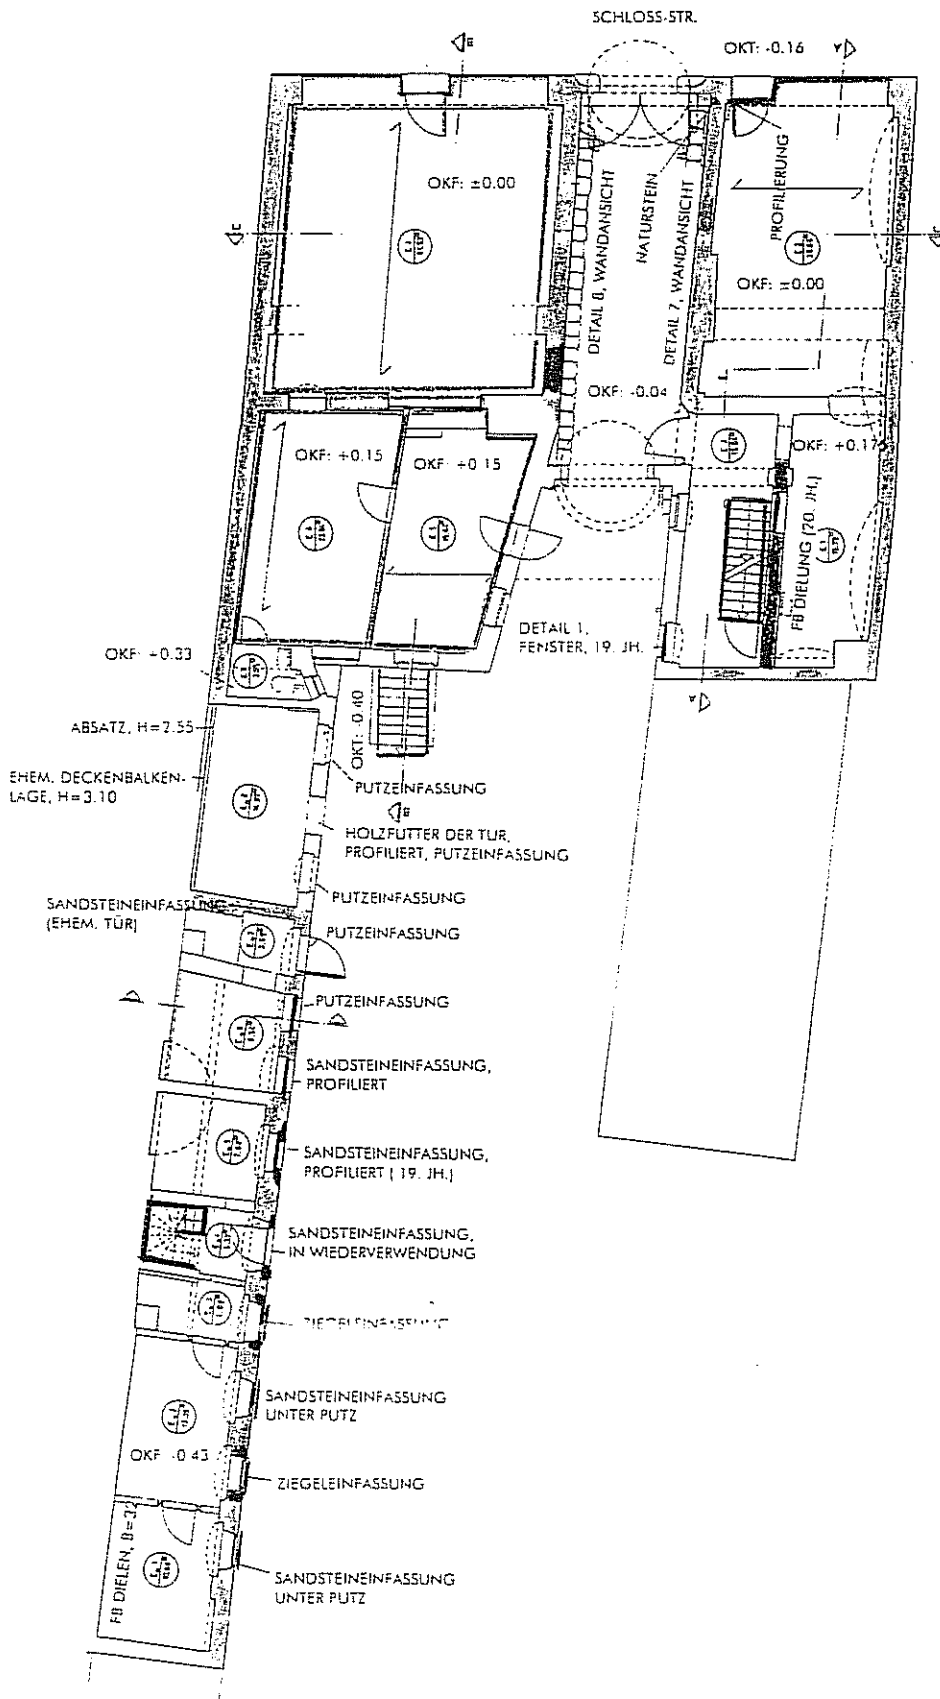 SCHLOSS-STR.
OKT: -0.16
OKF: ±0.00
DETAIL 8, WANDANSICHT
NATURSTEIN
DETAIL 7, WANDANSICHT
PROFILIERUNG
OKF: ±0.00
OKF: -0.04
OKF: +0.15
OKF: +0.15
OKF: +0.17
FB DIELUNG (20. JH.)
DETAIL 1,
FENSTER, 19. JH.
OKF: +0.33
ABSATZ, H=2.55
OKT: -0.40
EHEM. DECKENBALKEN-
LAGE, H=3.10
PUTZEINFASSUNG
HOLZFUTTER DER TÜR,
PROFILIERT, PUTZEINFASSUNG
PUTZEINFASSUNG
SANDSTEINEINFASSUNG
(EHEM. TÜR)
PUTZEINFASSUNG
PUTZEINFASSUNG
SANDSTEINEINFASSUNG,
PROFILIERT
SANDSTEINEINFASSUNG,
PROFILIERT ( 19. JH.)
SANDSTEINEINFASSUNG,
IN WIEDERVERWENDUNG
ZIEGELEINFASSUNG
SANDSTEINEINFASSUNG
UNTER PUTZ
OKF -0.43
ZIEGELEINFASSUNG
FB DIELEN, B=32
SANDSTEINEINFASSUNG
UNTER PUTZ